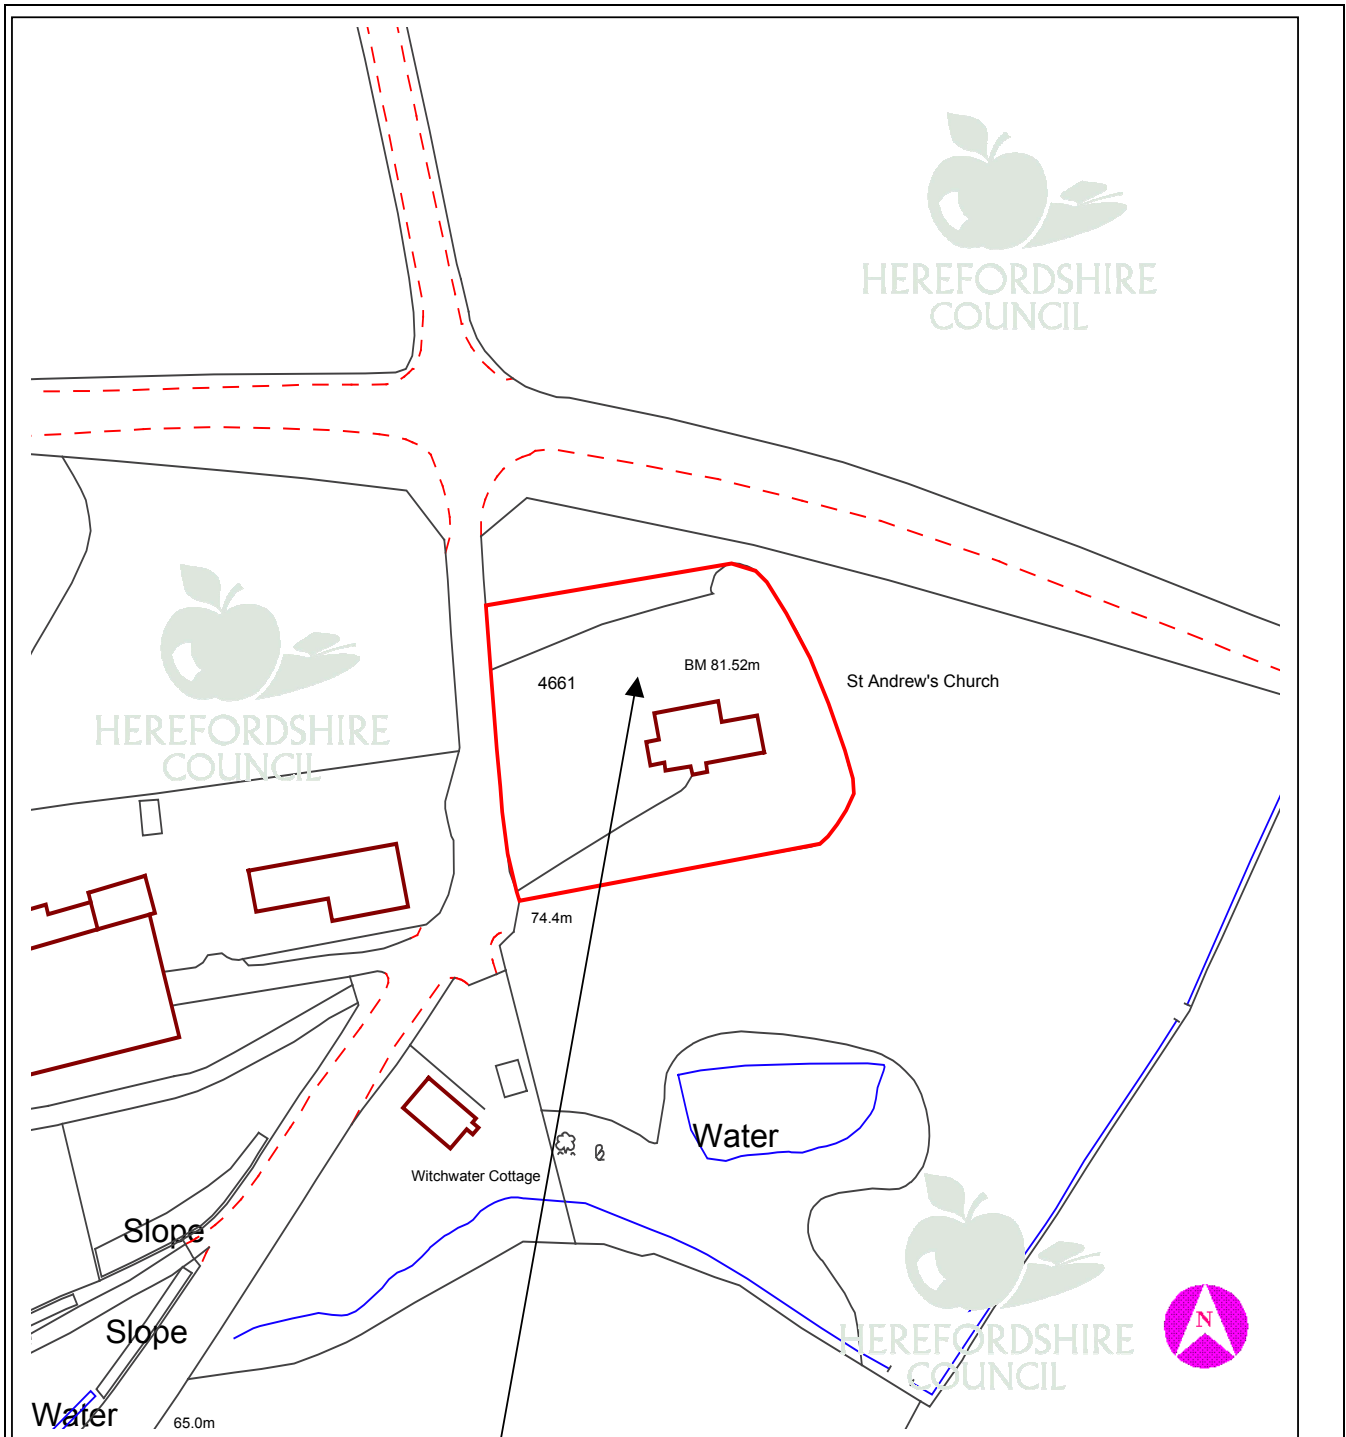 HEREFORDSHIRE
COUNCIL
BM 81.52m
4661
St Andrew's Church
HEREFORDSHIRE
COUNCIL
74.4m
Water
Witchwater Cottage
Slope
N
Slope
HEREFORDSHIRE
COUNCIL
Water
65.0m